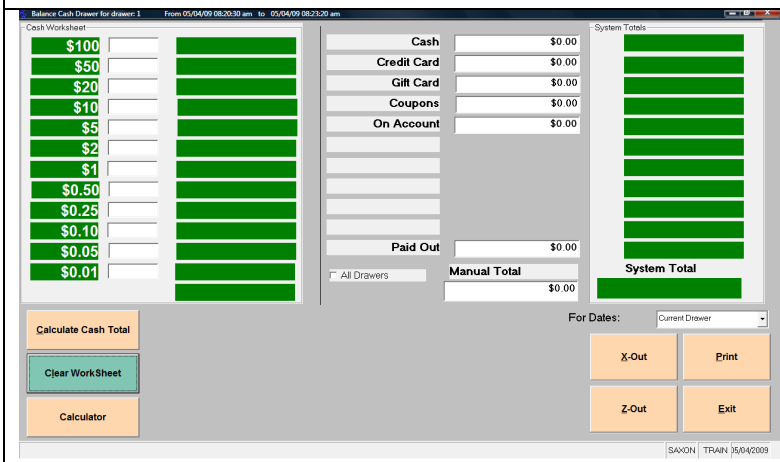 Balance Cash Drawer for drawer: 1 From 05/04/09 08:20:30 am to 05/04/09 08:23:20 am
Cash Worksheet
$100
$50
$20
$10
$5
$2
$1
$0.50
$0.25
$0.10
$0.05
$0.01
Cash $0.00
Credit Card $0.00
Gift Card $0.00
Coupons $0.00
On Account $0.00
Paid Out $0.00
All Drawers
Manual Total
$0.00
System Totals
System Total
Calculate Cash Total
Clear WorkSheet
Calculator
For Dates: Current Drawer
X-Out
Print
Z-Out
Exit
SAXON TRAIN 05/04/2009